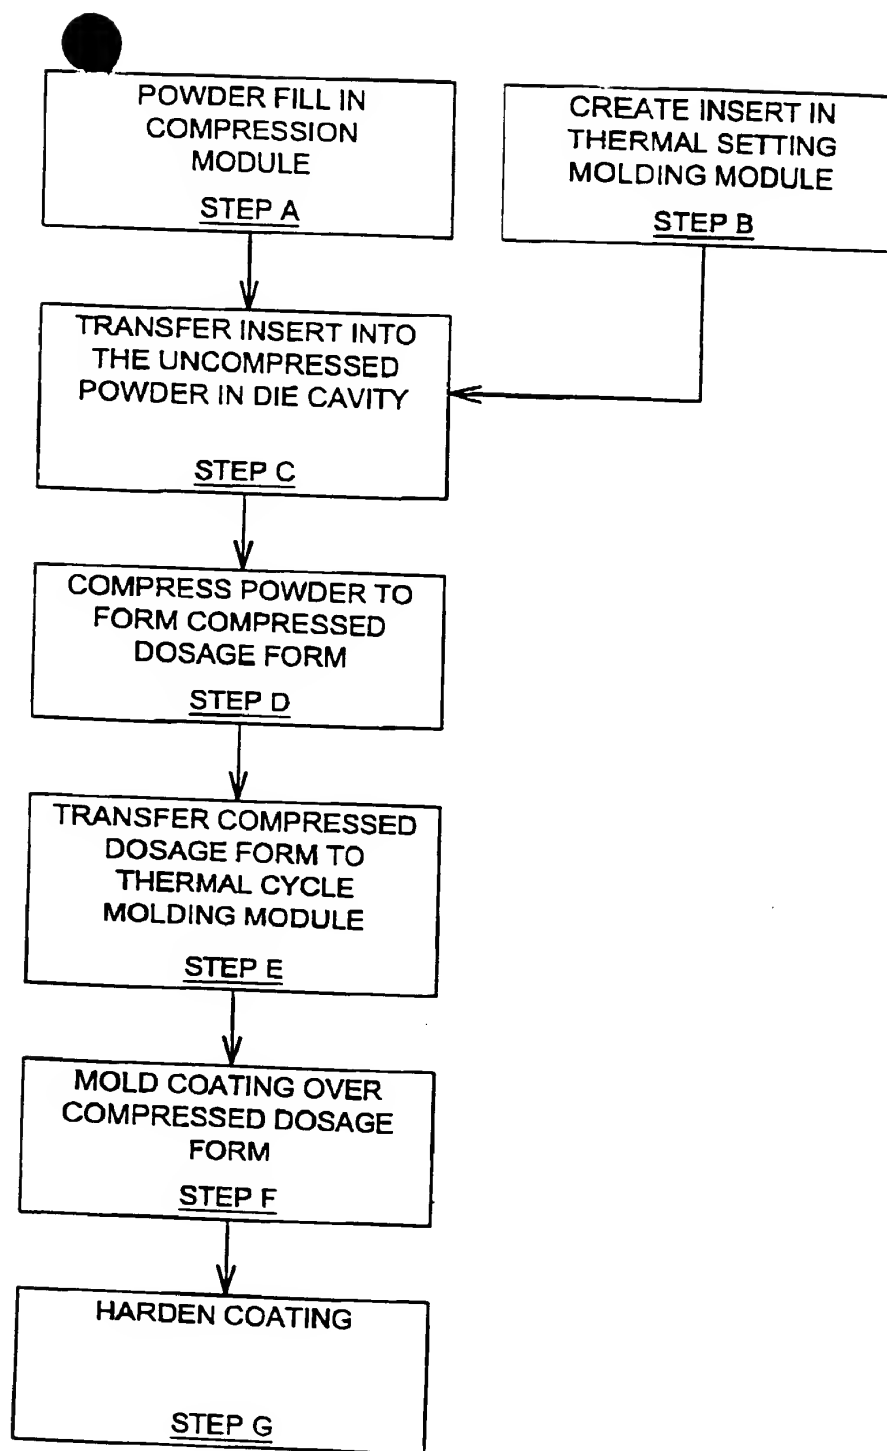 POWDER FILL IN
COMPRESSION
MODULE
STEP A
CREATE INSERT IN
THERMAL SETTING
MOLDING MODULE
STEP B
TRANSFER INSERT INTO
THE UNCOMPRESSED
POWDER IN DIE CAVITY
STEP C
COMPRESS POWDER TO
FORM COMPRESSED
DOSAGE FORM
STEP D
TRANSFER COMPRESSED
DOSAGE FORM TO
THERMAL CYCLE
MOLDING MODULE
STEP E
MOLD COATING OVER
COMPRESSED DOSAGE
FORM
STEP F
HARDEN COATING
STEP G